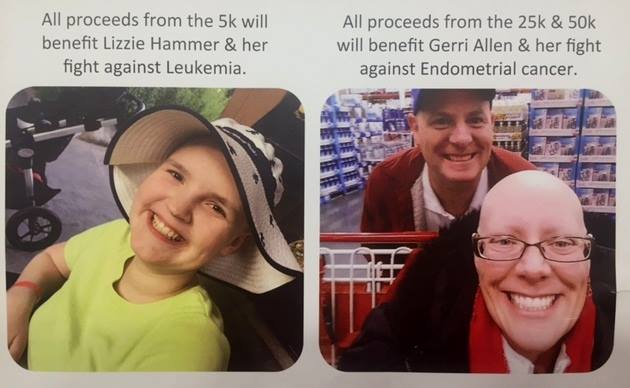 All proceeds from the 5k will
benefit Lizzie Hammer & her
fight against Leukemia.
All proceeds from the 25k & 50k
will benefit Gerri Allen & her fight
against Endometrial cancer.